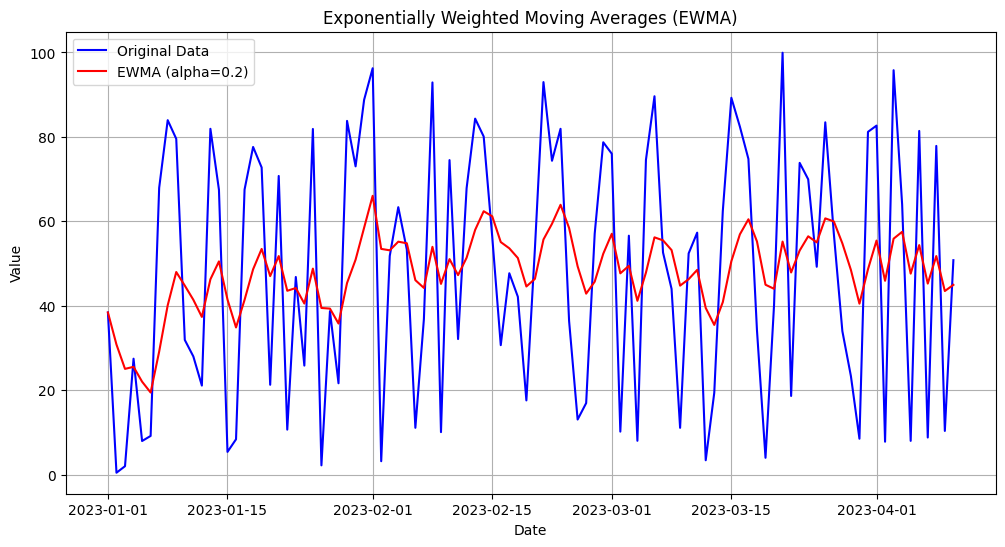 Exponentially Weighted Moving Averages (EWMA)
Original Data
EWMA (alpha=0.2)
Value
100
80
60
40
20
0
2023-01-01 2023-01-15 2023-02-01 2023-02-15 2023-03-01 2023-03-15 2023-04-01
Date